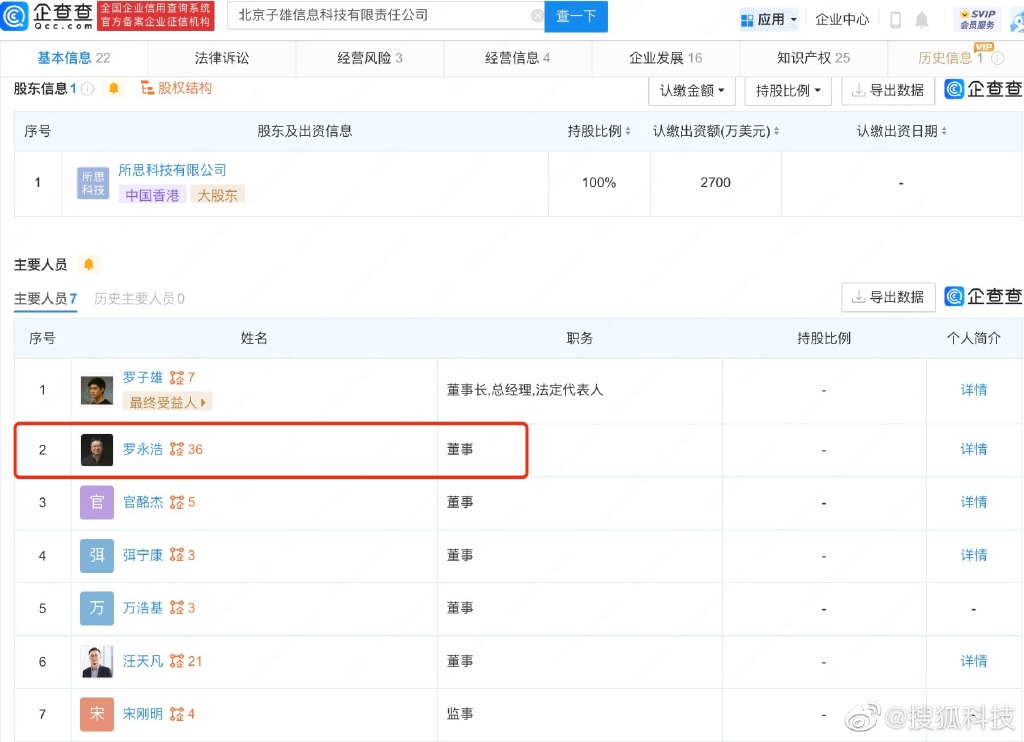 企查查
Qcc.com
全国企业信用查询系统
官方备案企业征信机构
北京子雄信息科技有限责任公司
查一下
应用
企业中心
SVIP
会员服务
基本信息 22
法律诉讼
经营风险 3
经营信息 4
企业发展 16
知识产权 25
历史信息 1
VIP
股东信息1
股权结构
认缴金额
持股比例
导出数据
企查查
序号 股东及出资信息 持股比例 认缴出资额(万美元) 认缴出资日期
1 所思科技 所思科技有限公司 100% 2700 -
中国香港 大股东
主要人员
主要人员7 历史主要人员0
导出数据
企查查
序号 姓名 职务 持股比例 个人简介
1 罗子雄 7 董事长,总经理,法定代表人 - 详情
最终受益人
2 罗永浩 36 董事 - 详情
3 官 官酩杰 5 董事 - 详情
4 弭 弭宁康 3 董事 - 详情
5 万 万浩基 3 董事 - -
6 汪天凡 21 董事 - 详情
7 宋 宋刚明 4 监事 - -
@搜狐科技